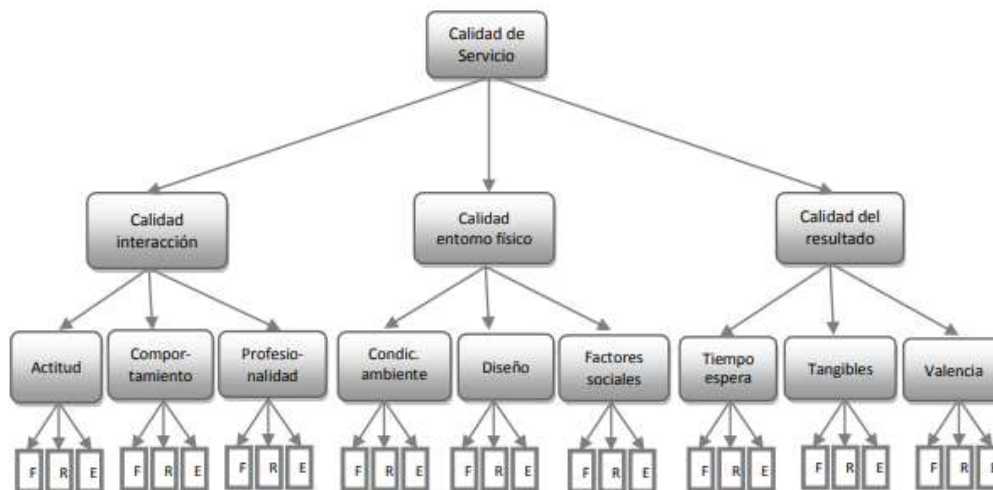 Calidad de
Servicio
Calidad
interacción
Calidad
entorno físico
Calidad del
resultado
Actitud
Compor-
tamiento
Profesio-
nalidad
Condic.
ambiente
Diseño
Factores
sociales
Tiempo
espera
Tangibles
Valencia
F R E
F R E
F R E
F R E
F R E
F R E
F R E
F R E
F R E